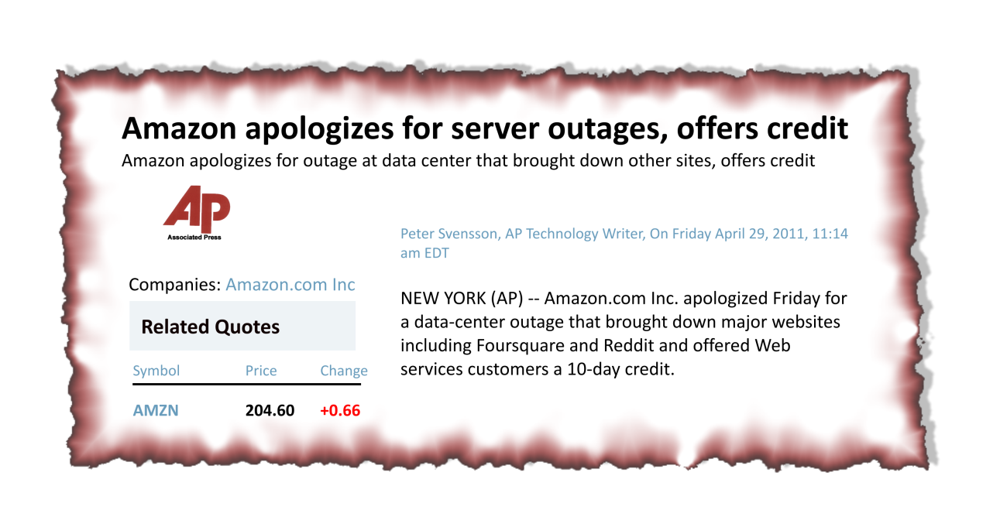 Amazon apologizes for server outages, offers credit
Amazon apologizes for outage at data center that brought down other sites, offers credit
AP
Associated Press
Peter Svensson, AP Technology Writer, On Friday April 29, 2011, 11:14
am EDT
Companies: Amazon.com Inc
Related Quotes
Symbol Price Change
AMZN 204.60 +0.66
NEW YORK (AP) -- Amazon.com Inc. apologized Friday for
a data-center outage that brought down major websites
including Foursquare and Reddit and offered Web
services customers a 10-day credit.